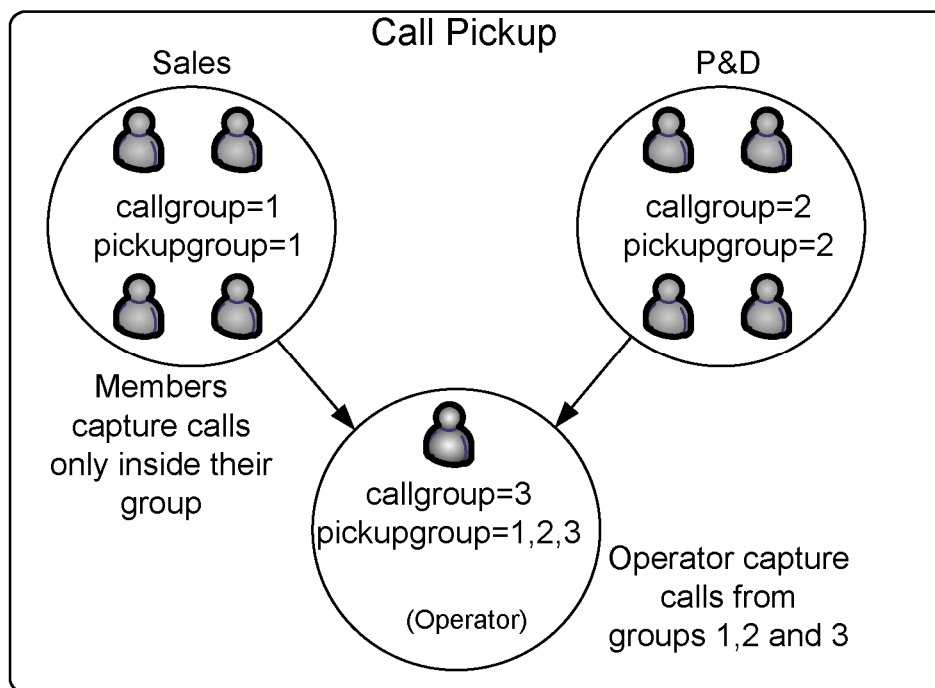 Call Pickup
Sales
callgroup=1
pickupgroup=1
Members
capture calls
only inside their
group
P&D
callgroup=2
pickupgroup=2
callgroup=3
pickupgroup=1,2,3
(Operator)
Operator capture
calls from
groups 1,2 and 3